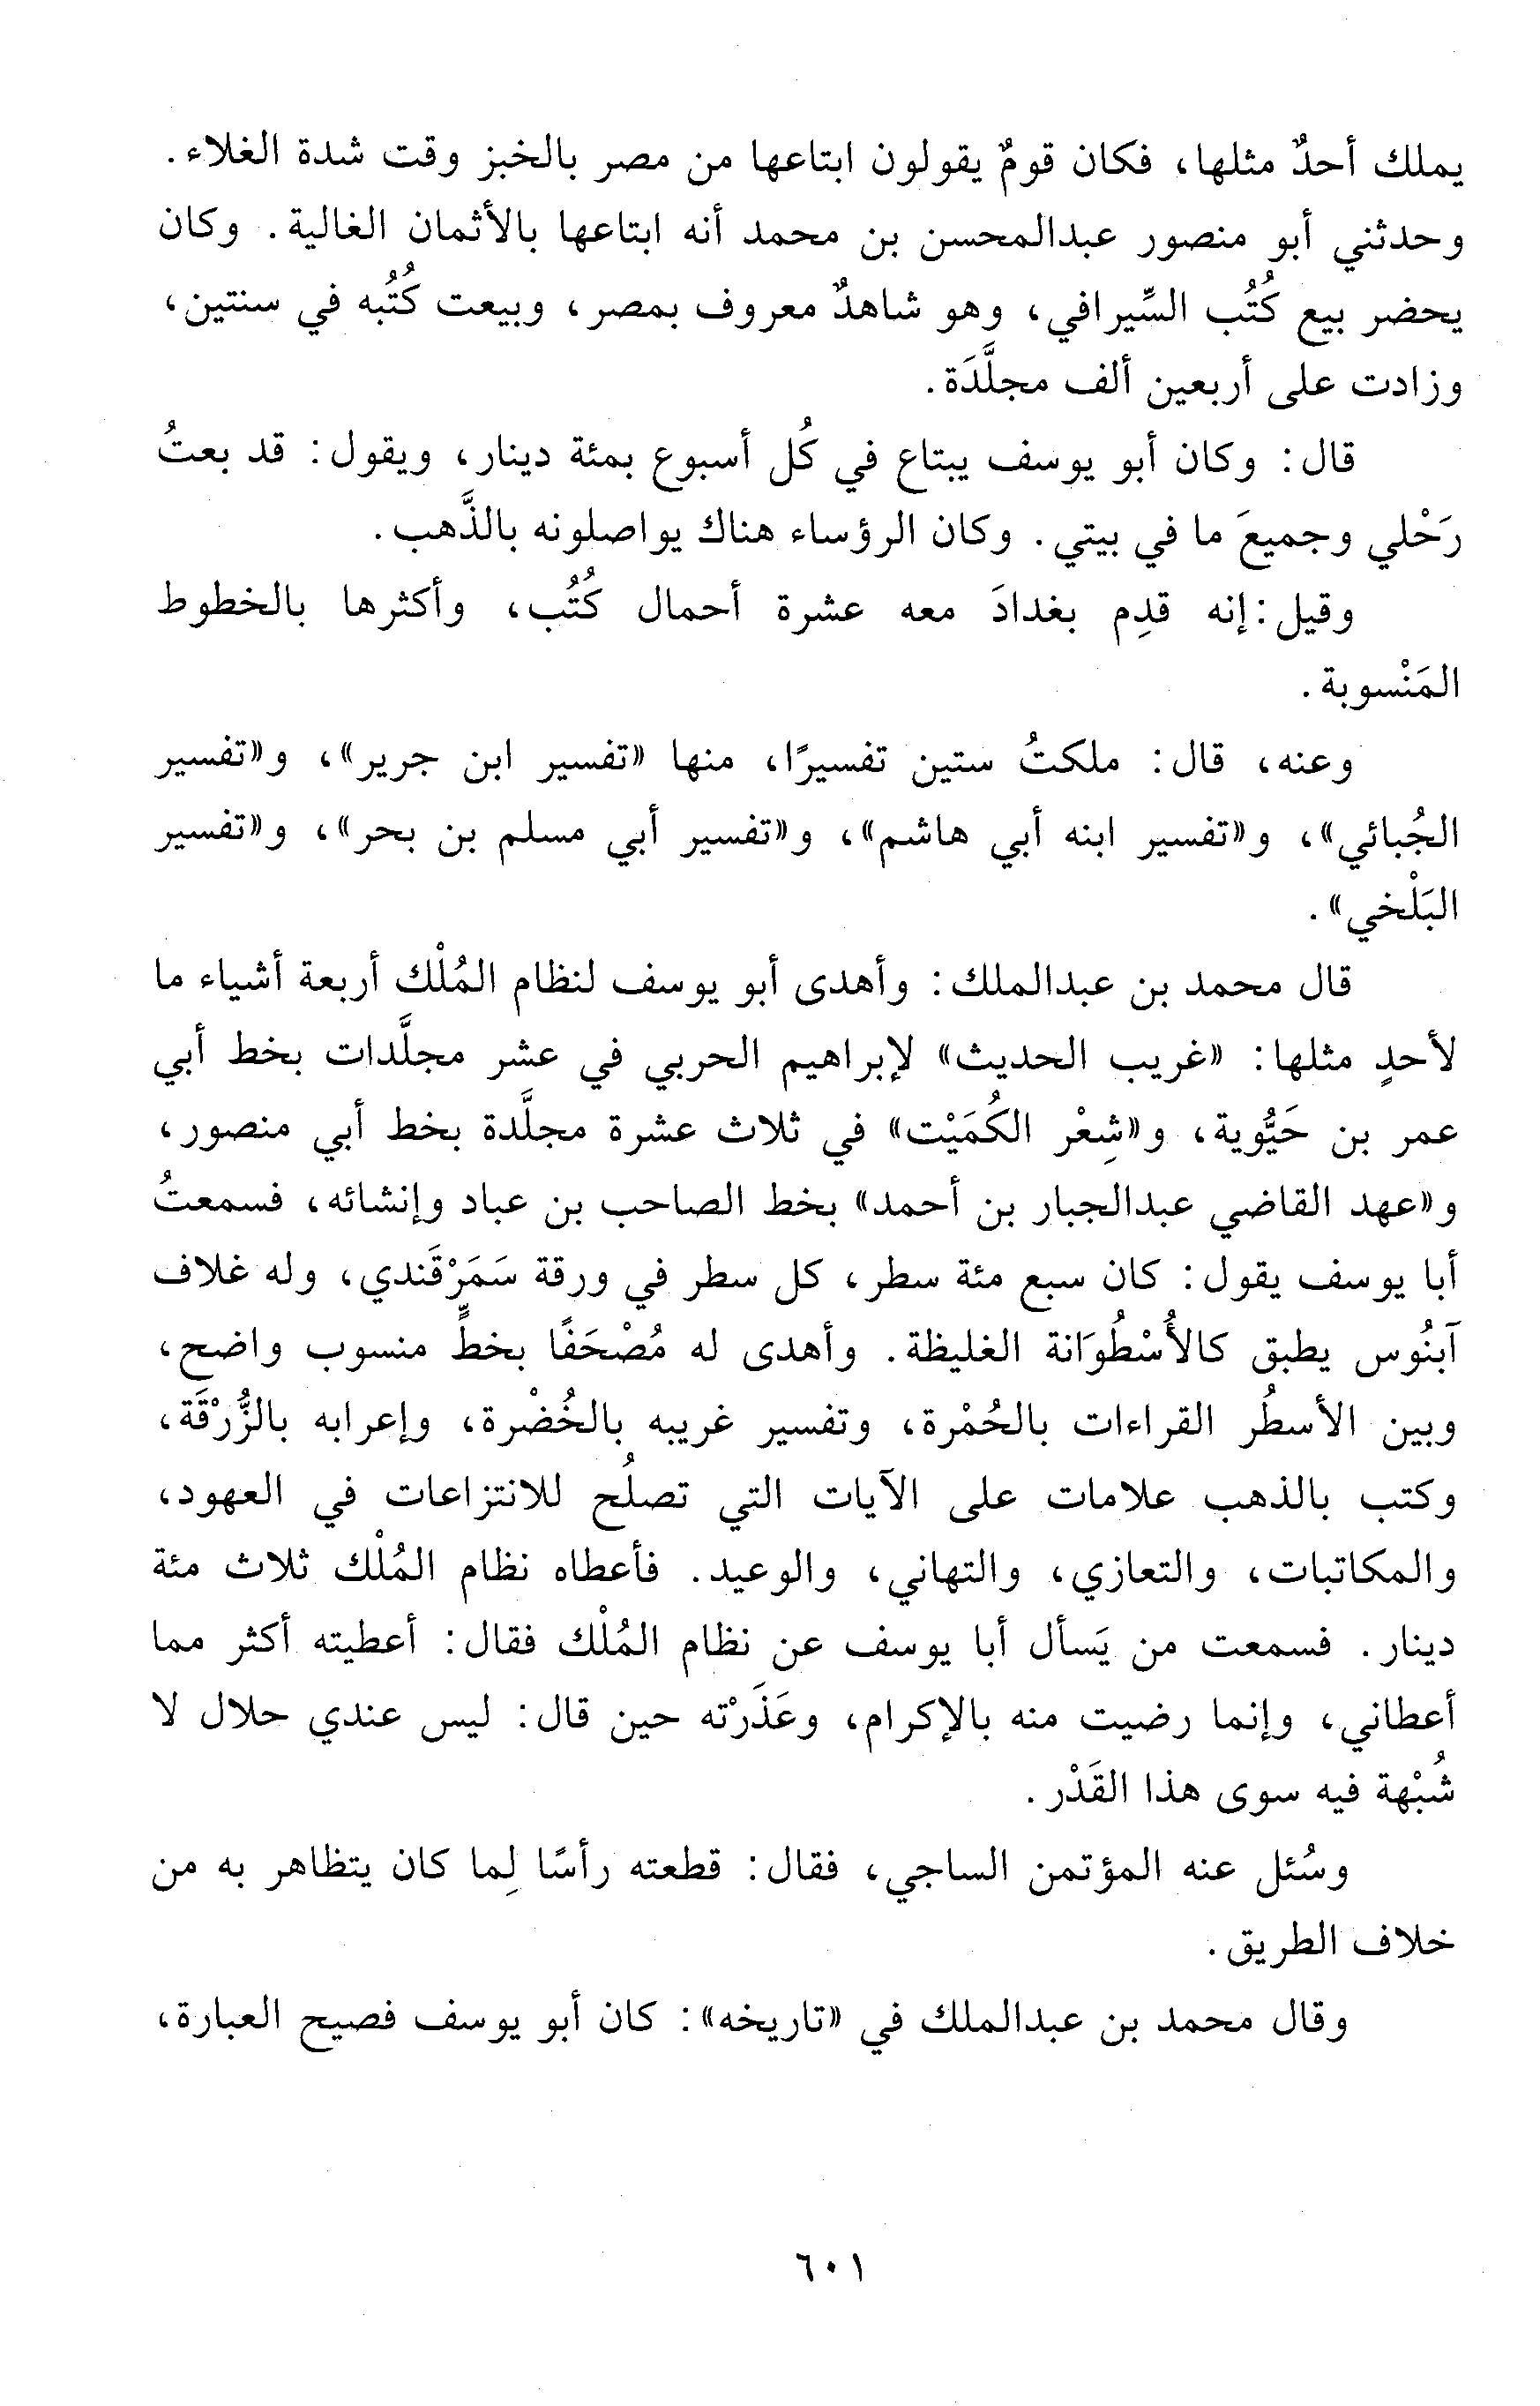 يملك أحدٌ مثلها، فكان قومٌ يقولون ابتاعها من مصر بالخبز وقت شدة الغلاء.
وحدثني أبو منصور عبدالمحسن بن محمد أنه ابتاعها بالأثمان الغالية. وكان
يحضر بيع كُتُب السِّيرافي، وهو شاهدٌ معروف بمصر، وبيعت كُتُبه في سنتين،
وزادت على أربعين ألف مجلَّدَة.
قال: وكان أبو يوسف يبتاع في كُل أسبوع بمئة دينار، ويقول: قد بعتُ
رَحْلي وجميعَ ما في بيتي. وكان الرؤساء هناك يواصلونه بالذَّهب.
وقيل: إنه قدِم بغدادَ معه عشرة أحمال كُتُب، وأكثرها بالخطوط
المَنْسوبة.
وعنه، قال: ملكتُ ستين تفسيرًا، منها «تفسير ابن جرير»، و«تفسير
الجُبائي»، و«تفسير ابنه أبي هاشم»، و«تفسير أبي مسلم بن بحر»، و«تفسير
البَلْخي».
قال محمد بن عبدالملك: وأهدى أبو يوسف لنظام المُلْك أربعة أشياء ما
لأحدٍ مثلها: «غريب الحديث» لإبراهيم الحربي في عشر مجلَّدات بخط أبي
عمر بن حَيُّوية، و«شِعْر الكُمَيْت» في ثلاث عشرة مجلَّدة بخط أبي منصور،
و«عهد القاضي عبدالجبار بن أحمد» بخط الصاحب بن عباد وإنشائه، فسمعتُ
أبا يوسف يقول: كان سبع مئة سطر، كل سطر في ورقة سَمَرْقَندي، وله غلاف
آبنُوس يطبق كالأُسْطُوَانة الغليظة. وأهدى له مُصْحَفًا بخطٍّ منسوب واضح،
وبين الأسطُر القراءات بالحُمْرة، وتفسير غريبه بالخُضْرة، وإعرابه بالزُّرْقَة،
وكتب بالذهب علامات على الآيات التي تصلُح للانتزاعات في العهود،
والمكاتبات، والتعازي، والتهاني، والوعيد. فأعطاه نظام المُلْك ثلاث مئة
دينار. فسمعت من يَسأل أبا يوسف عن نظام المُلْك فقال: أعطيته أكثر مما
أعطاني، وإنما رضيت منه بالإكرام، وعَذَرْته حين قال: ليس عندي حلال لا
شُبْهة فيه سوى هذا القَدْر.
وسُئل عنه المؤتمن الساجي، فقال: قطعته رأسًا لِما كان يتظاهر به من
خلاف الطريق.
وقال محمد بن عبدالملك في «تاريخه»: كان أبو يوسف فصيح العبارة،
٦٠١